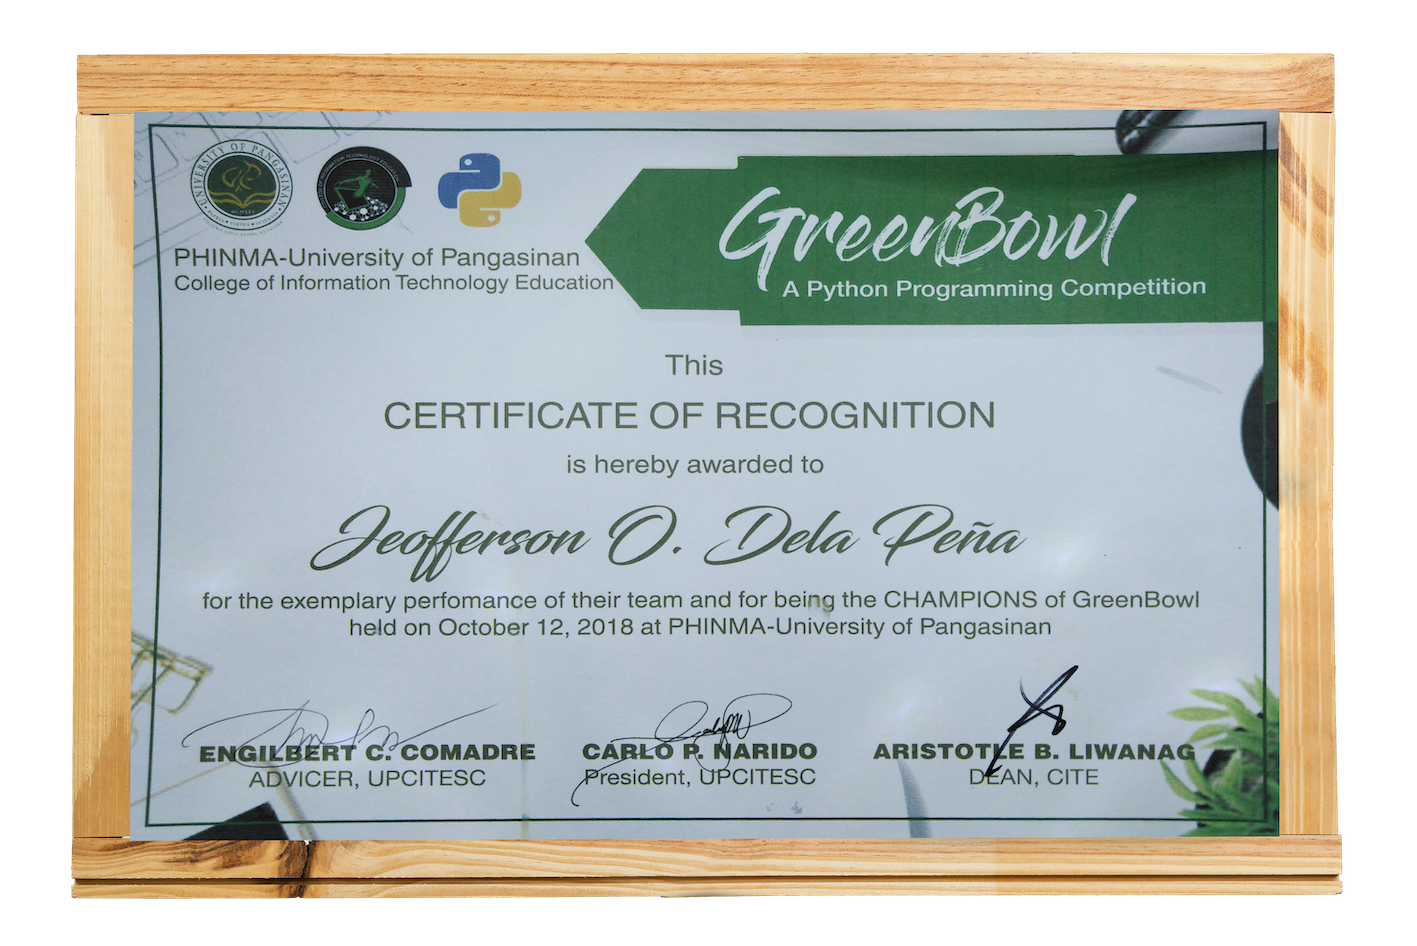 UNIVERSITY OF PANGASINAN
PHINMA-University of Pangasinan
College of Information Technology Education
GreenBowl
A Python Programming Competition
This
CERTIFICATE OF RECOGNITION
is hereby awarded to
Jeofferson O. Dela Peña
for the exemplary perfomance of their team and for being the CHAMPIONS of GreenBowl
held on October 12, 2018 at PHINMA-University of Pangasinan
ENGILBERT C. COMADRE
ADVICER, UPCITESC
CARLO P. NARIDO
President, UPCITESC
ARISTOTLE B. LIWANAG
DEAN, CITE